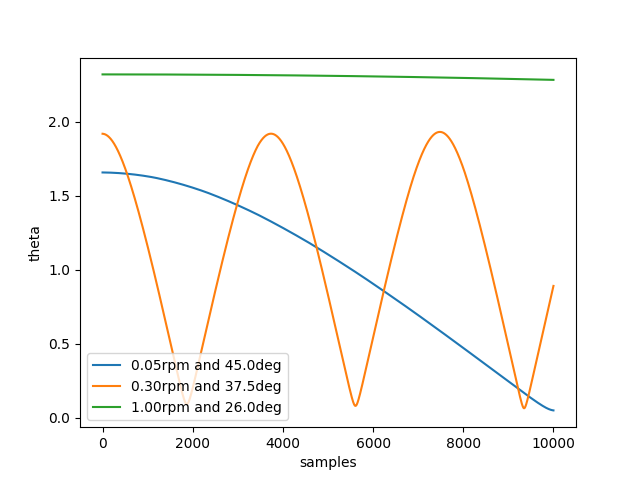 2.0
1.5
1.0
0.5
0.0
theta
0.05rpm and 45.0deg
0.30rpm and 37.5deg
1.00rpm and 26.0deg
0 2000 4000 6000 8000 10000
samples